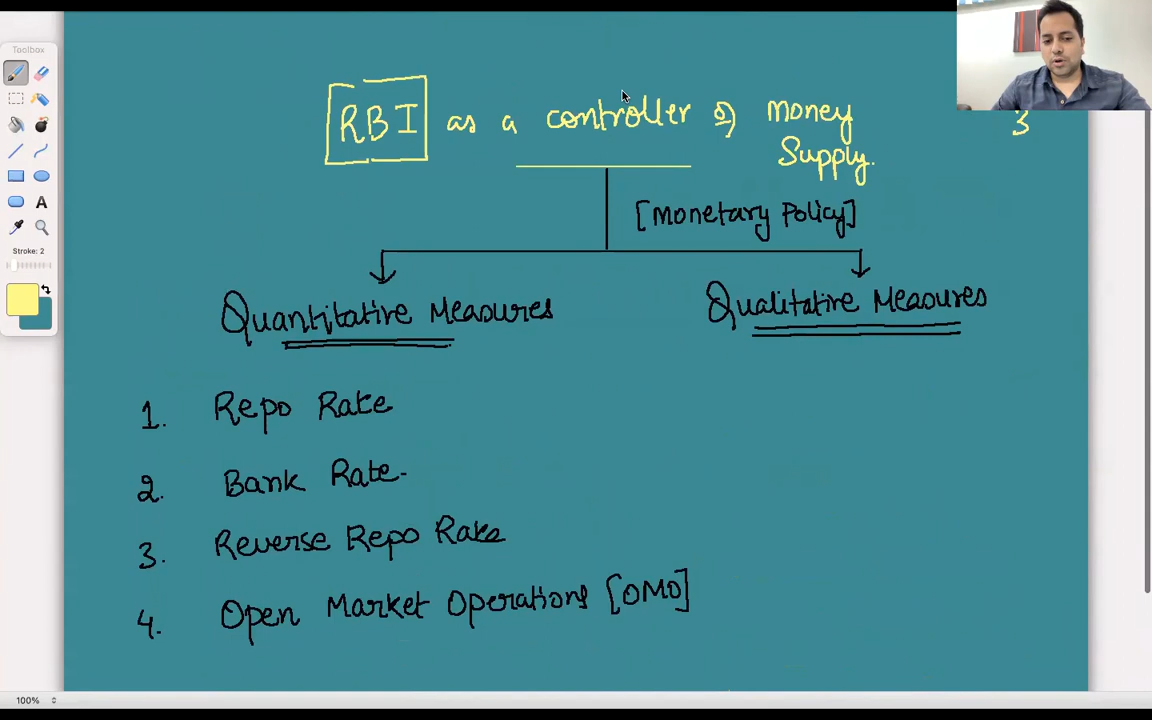 Toolbox
RBI as a controller of Money
Supply.
3
[Monetary Policy]
Quantitative Measures
Qualitative Measures
A
Stroke: 2
1. Repo Rate
2. Bank Rate
3. Reverse Repo Rate
4. Open Market Operations [OMO]
100%